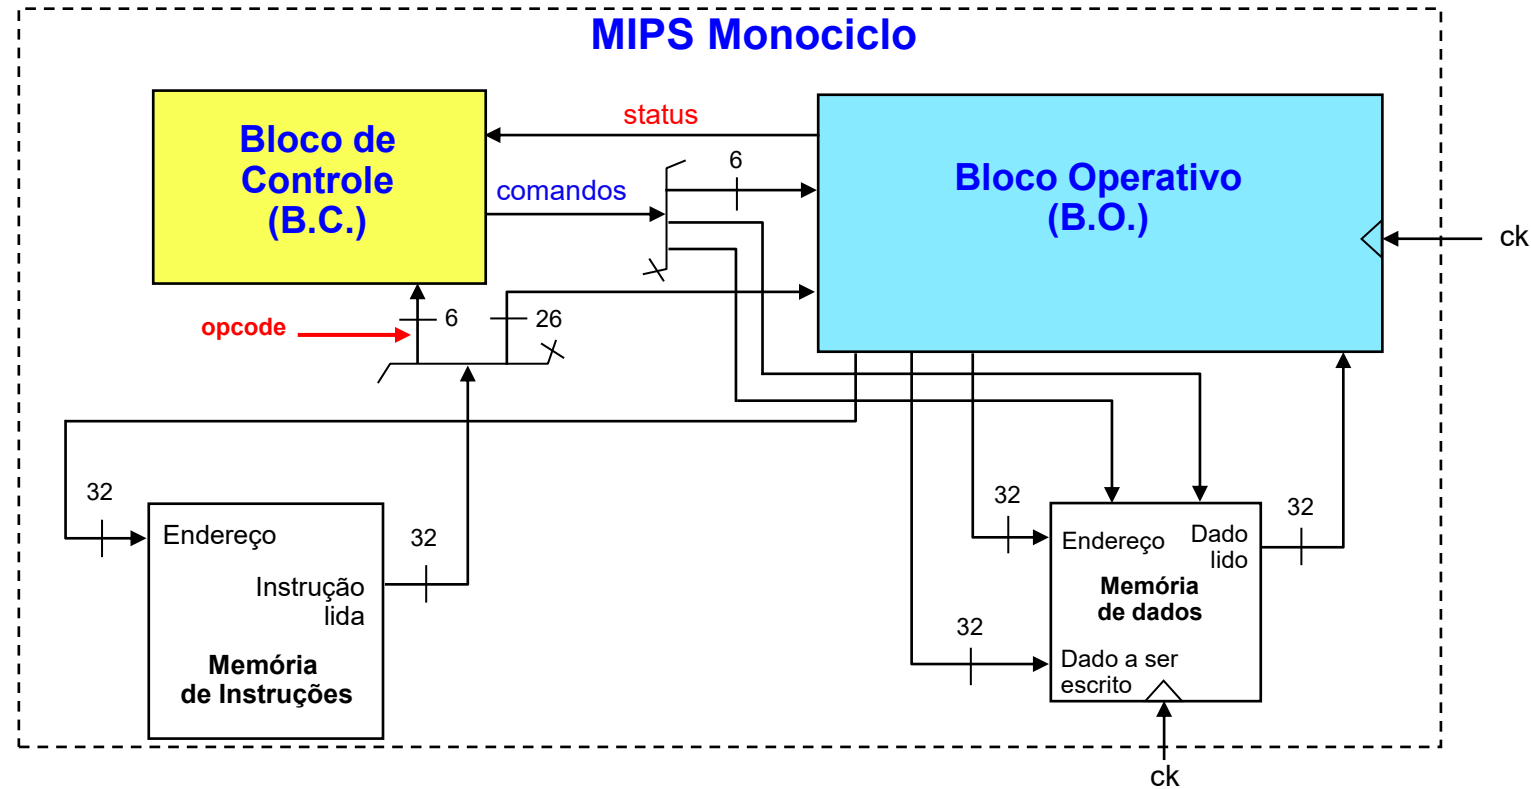 MIPS Monociclo
Bloco de
Controle
(B.C.)
status
comandos
6
Bloco Operativo
(B.O.)
ck
opcode
6
26
32
Endereço
Instrução
lida
32
Memória
de Instruções
32
Endereço
Dado
lido
32
Memória
de dados
32
Dado a ser
escrito
ck